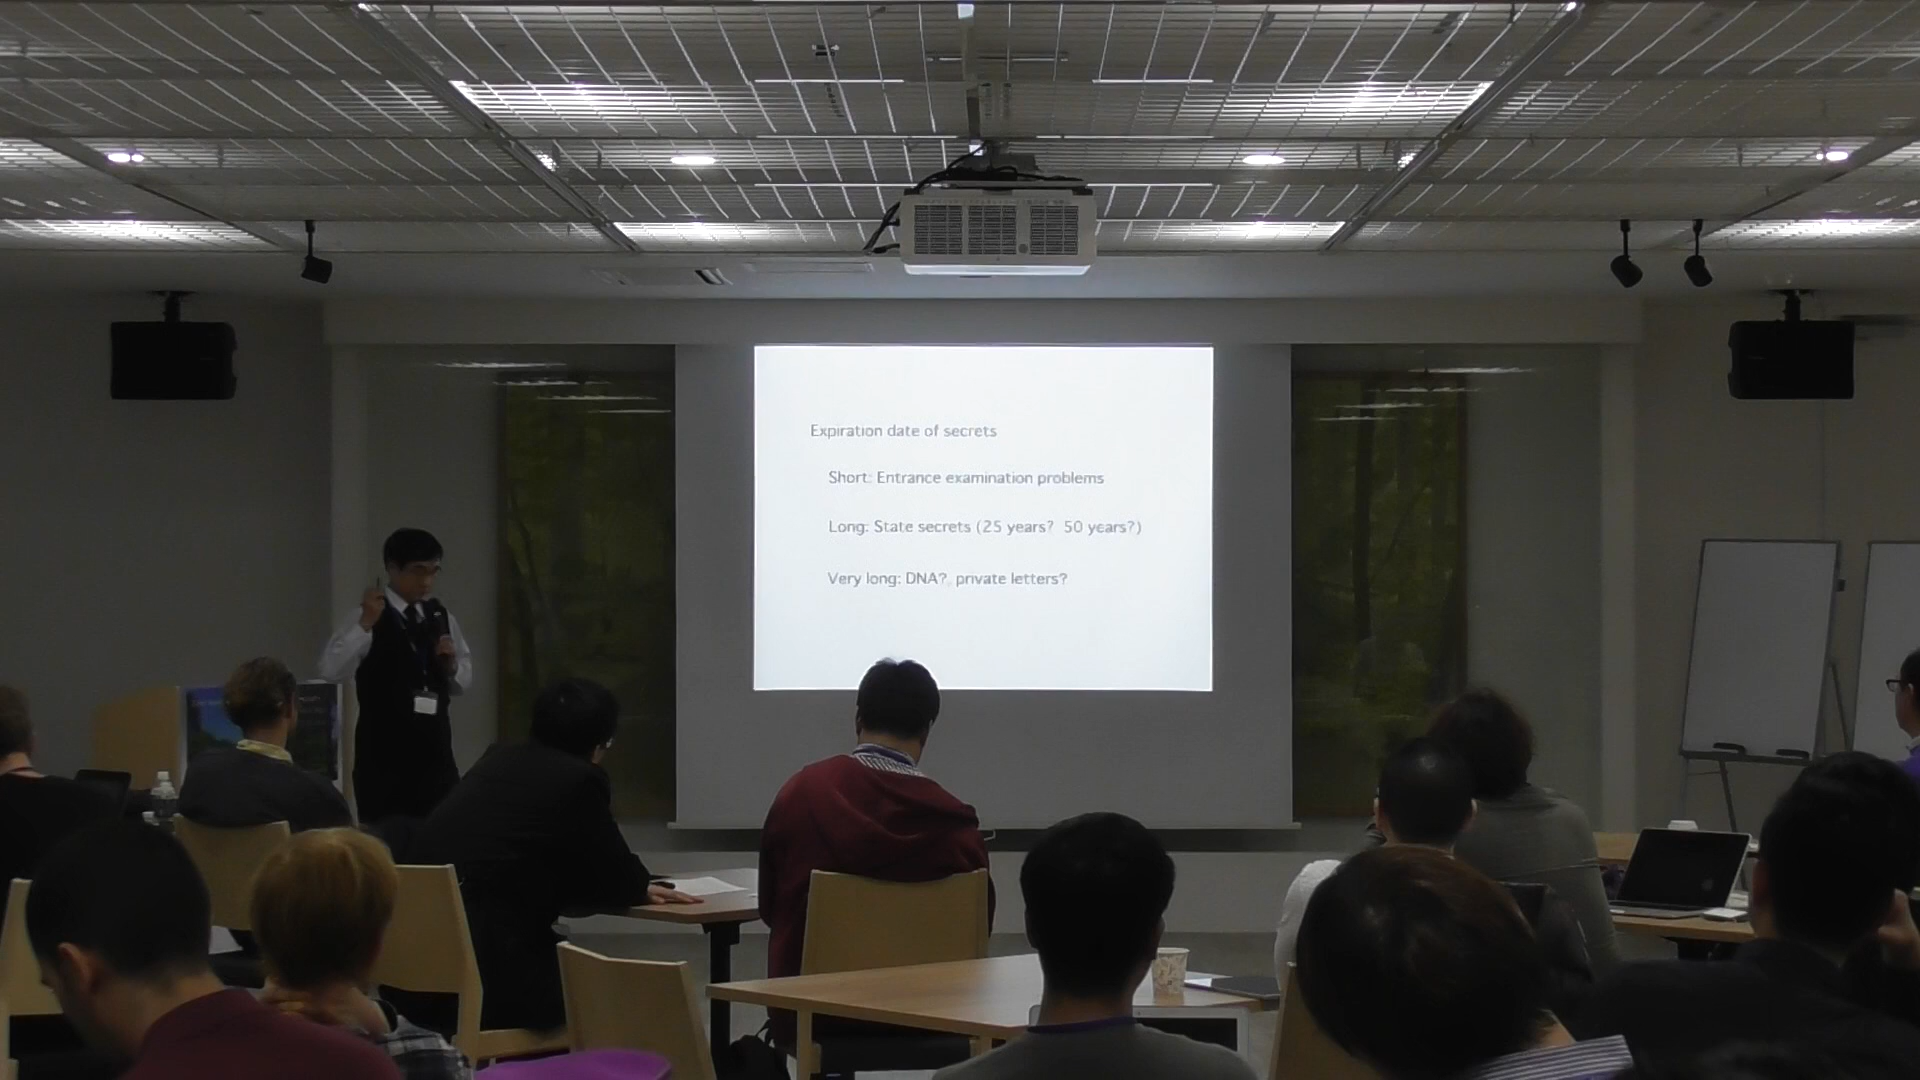 Expiration date of secrets
Short: Entrance examination problems
Long: State secrets (25 years? 50 years?)
Very long: DNA?, private letters?